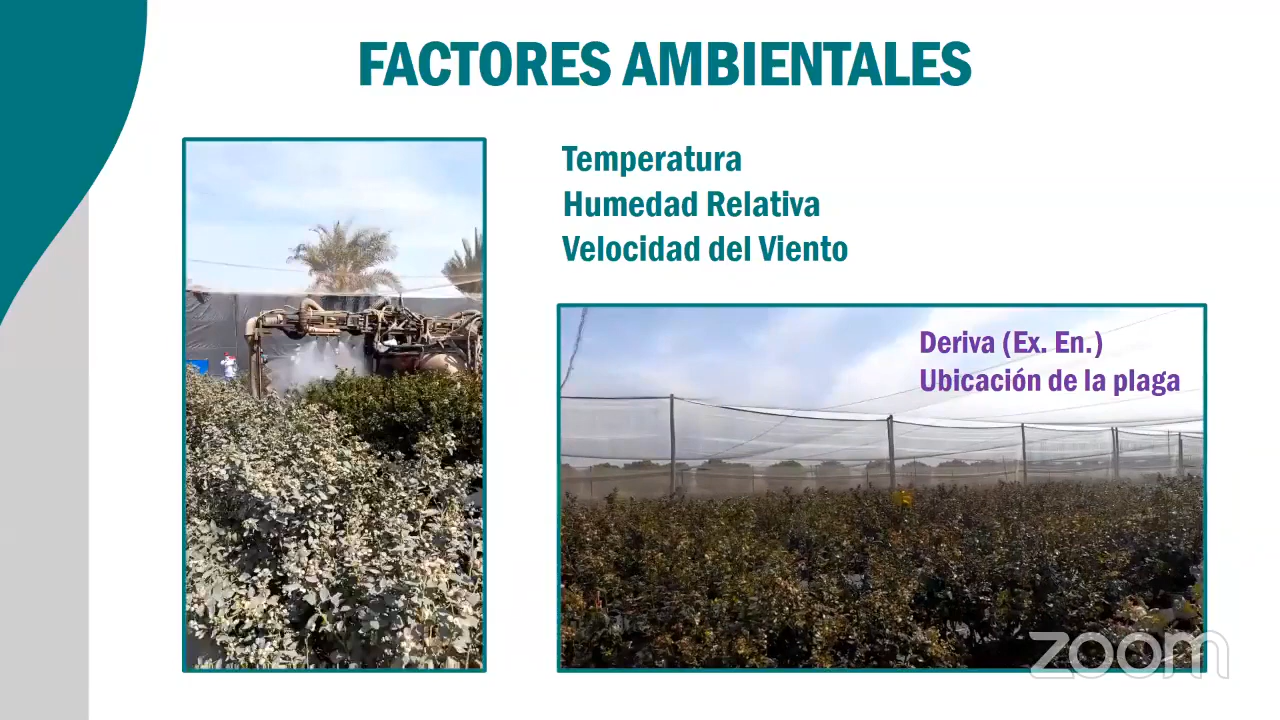 FACTORES AMBIENTALES
Temperatura
Humedad Relativa
Velocidad del Viento
Deriva (Ex. En.)
Ubicación de la plaga
zoom